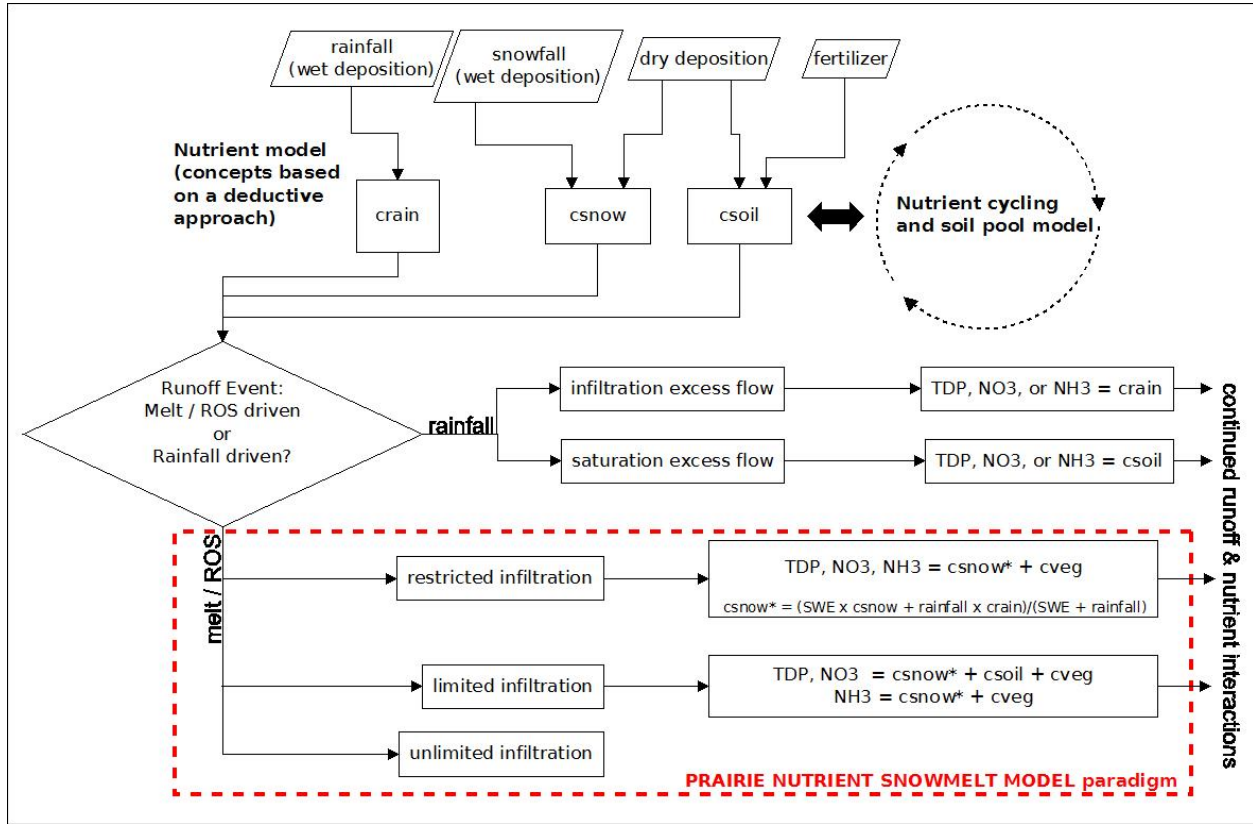 rainfall
(wet deposition)
snowfall
(wet deposition)
dry deposition
fertilizer
Nutrient model
(concepts based
on a deductive
approach)
crain
csnow
csoil
Nutrient cycling
and soil pool model
Runoff Event:
Melt / ROS driven
or
Rainfall driven?
rainfall
infiltration excess flow
TDP, NO3, or NH3 = crain
saturation excess flow
TDP, NO3, or NH3 = csoil
melt / ROS
restricted infiltration
TDP, NO3, NH3 = csnow* + cveg
csnow* = (SWE x csnow + rainfall x crain)/(SWE + rainfall)
limited infiltration
TDP, NO3 = csnow* + csoil + cveg
NH3 = csnow* + cveg
unlimited infiltration
PRAIRIE NUTRIENT SNOWMELT MODEL paradigm
continued runoff & nutrient interactions